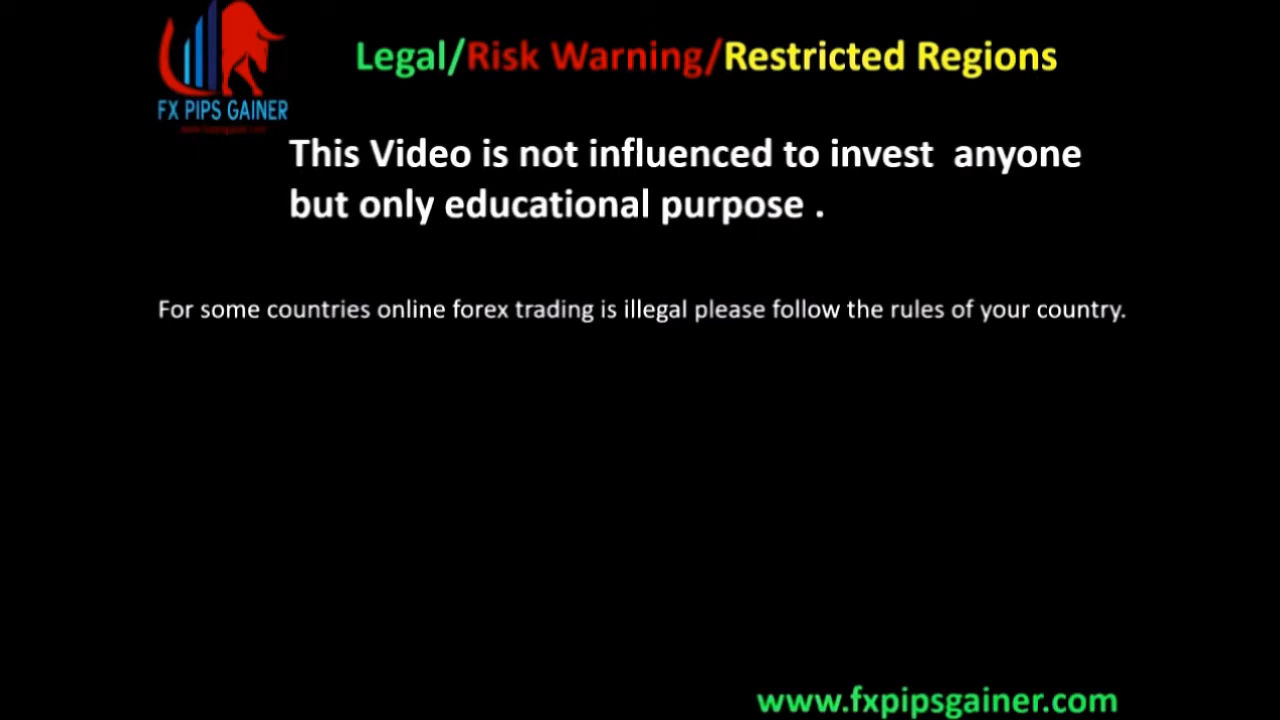 Legal/Risk Warning/Restricted Regions
FX PIPS GAINER
This Video is not influenced to invest anyone
but only educational purpose .
For some countries online forex trading is illegal please follow the rules of your country.
www.fxpipsgainer.com